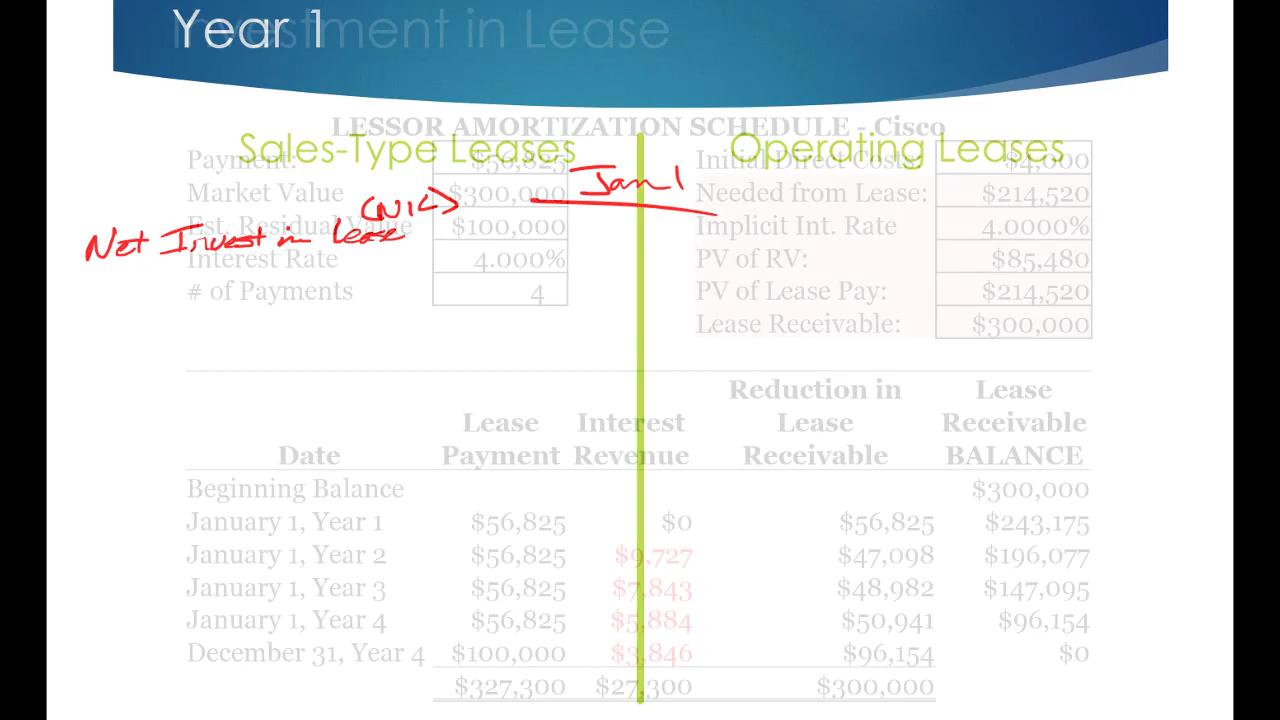 Year 1
Investment in Lease
LESSOR AMORTIZATION SCHEDULE - Cisco
Sales-Type Leases
Operating Leases
Jan 1
(NIL)
Net Invest in Lease
Payment: $56,825
Market Value $300,000
Est. Residual Value $100,000
Interest Rate 4.000%
# of Payments 4
Initial Direct Costs: $4,000
Needed from Lease: $214,520
Implicit Int. Rate 4.0000%
PV of RV: $85,480
PV of Lease Pay: $214,520
Lease Receivable: $300,000
Reduction in Lease
Lease Interest Lease Receivable
Date Payment Revenue Receivable BALANCE
Beginning Balance $300,000
January 1, Year 1 $56,825 $0 $56,825 $243,175
January 1, Year 2 $56,825 $9,727 $47,098 $196,077
January 1, Year 3 $56,825 $7,843 $48,982 $147,095
January 1, Year 4 $56,825 $5,884 $50,941 $96,154
December 31, Year 4 $100,000 $3,846 $96,154 $0
$327,300 $27,300 $300,000